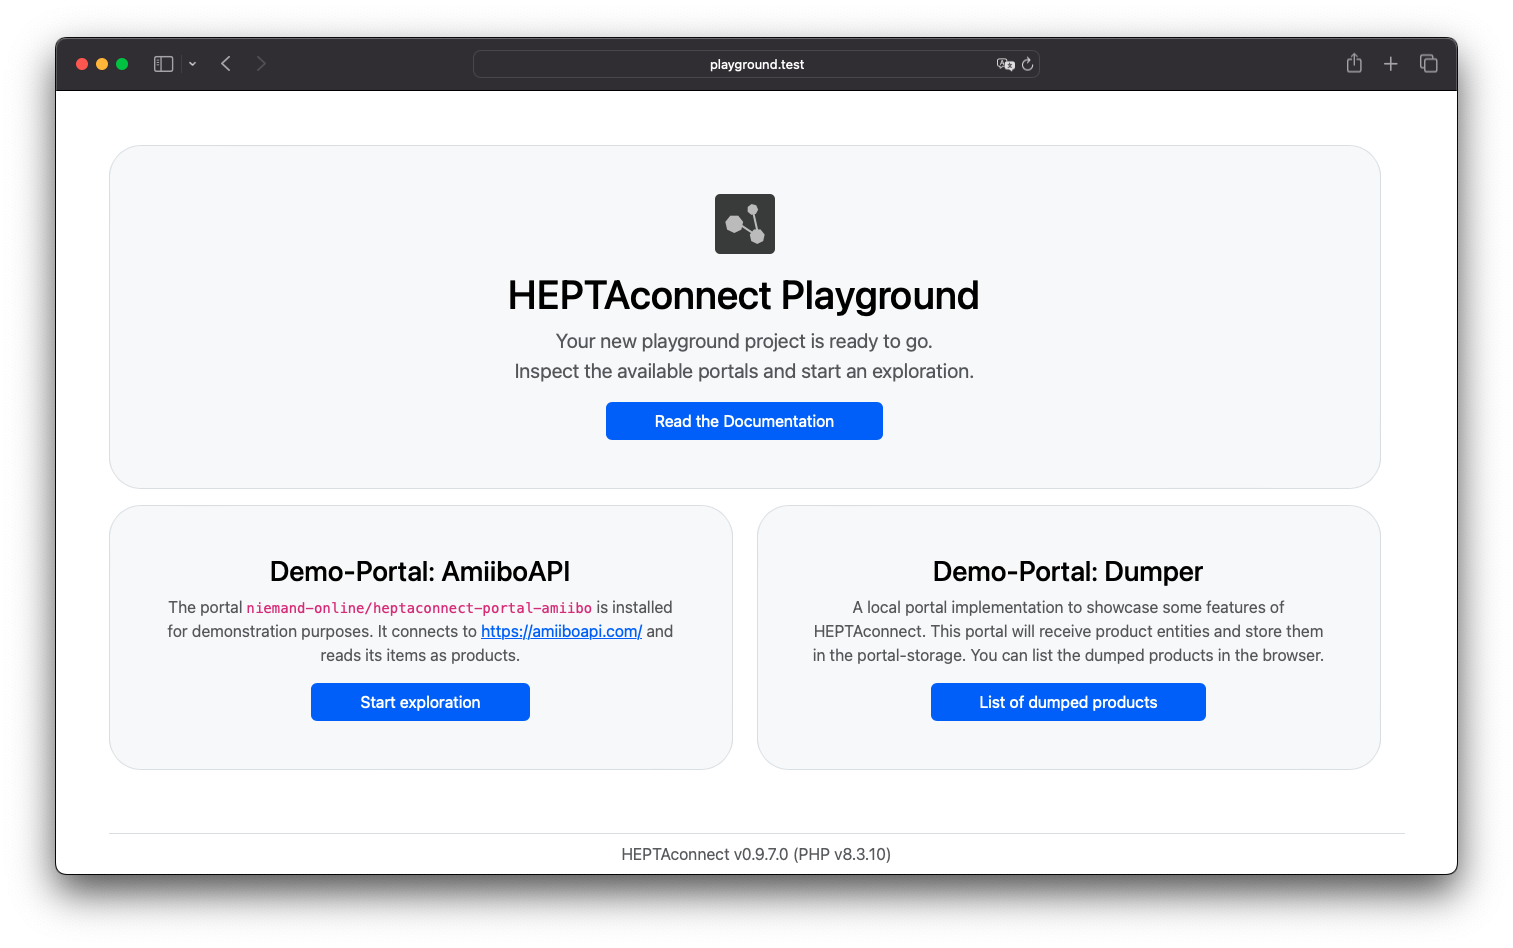 playground.test
HEPTAconnect Playground
Your new playground project is ready to go.
Inspect the available portals and start an exploration.
Read the Documentation
Demo-Portal: AmiiboAPI
The portal niemand-online/heptaconnect-portal-amiibo is installed
for demonstration purposes. It connects to https://amiiboapi.com/ and
reads its items as products.
Start exploration
Demo-Portal: Dumper
A local portal implementation to showcase some features of
HEPTAconnect. This portal will receive product entities and store them
in the portal-storage. You can list the dumped products in the browser.
List of dumped products
HEPTAconnect v0.9.7.0 (PHP v8.3.10)